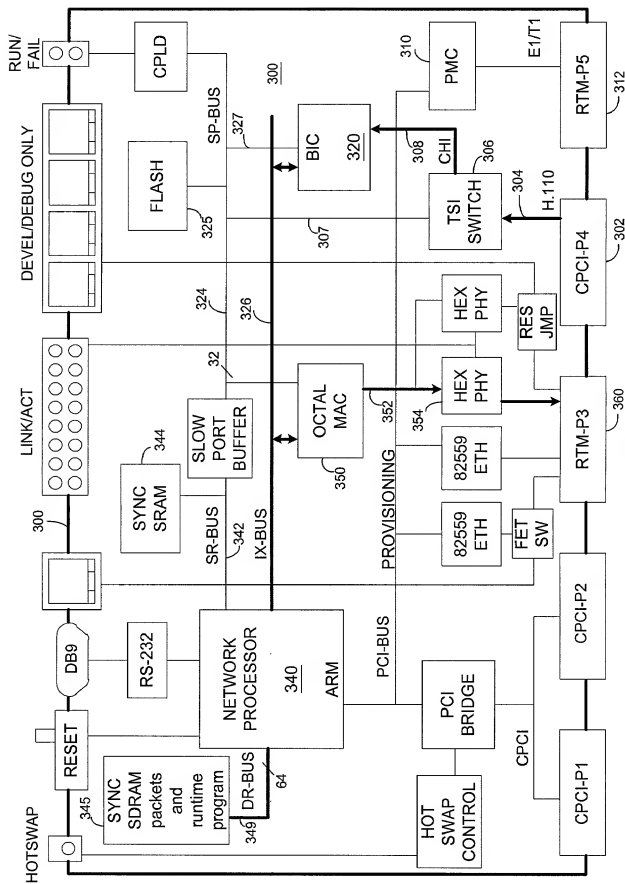 HOTSWAP
RESET
DB9
300
LINK/ACT
DEVEL/DEBUG ONLY
RUN/
FAIL
345
SYNC
SDRAM
packets
and
runtime
program
RS-232
344
SYNC
SRAM
FLASH
325
CPLD
349
DR-BUS
64
NETWORK
PROCESSOR
340
ARM
SR-BUS
342
IX-BUS
SLOW
PORT
BUFFER
32
324
326
SP-BUS
327
300
307
OCTAL
MAC
350
352
BIC
320
308
CHI
310
PMC
E1/T1
HOT
SWAP
CONTROL
PCI
BRIDGE
PCI-BUS
PROVISIONING
82559
ETH
82559
ETH
354
HEX
PHY
HEX
PHY
TSI
SWITCH
306
304
H.110
CPCI
FET
SW
RES
JMP
CPCI-P1
CPCI-P2
RTM-P3
360
CPCI-P4
302
RTM-P5
312